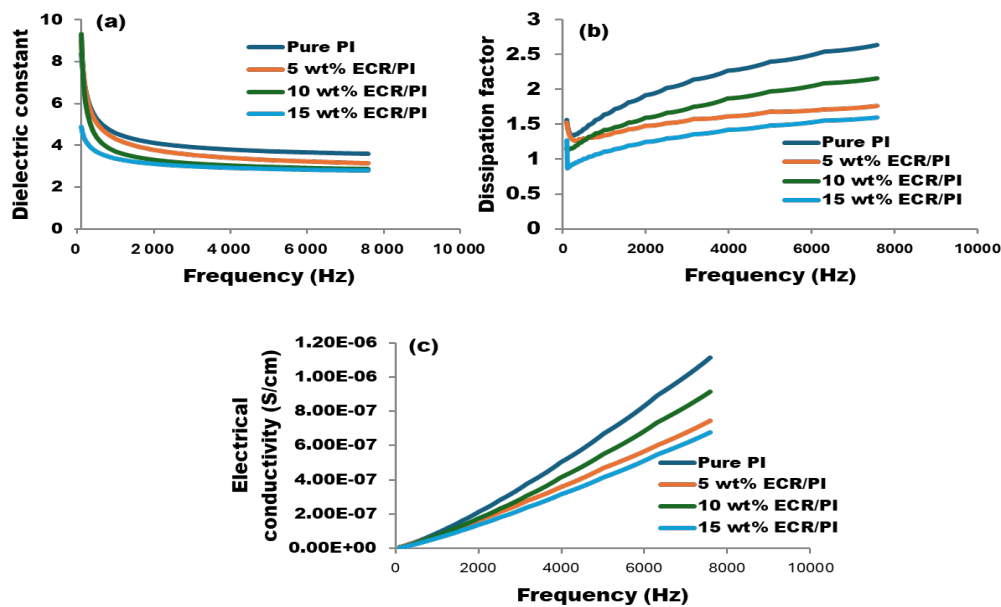 (a)
10
8
6
4
2
0
Dielectric constant
Pure PI
5 wt% ECR/PI
10 wt% ECR/PI
15 wt% ECR/PI
0 2 000 4 000 6 000 8 000 10 000
Frequency (Hz)
(b)
3
2.5
2
1.5
1
0.5
0
Dissipation factor
Pure PI
5 wt% ECR/PI
10 wt% ECR/PI
15 wt% ECR/PI
0 2000 4000 6000 8000 10000
Frequency (Hz)
(c)
1.20E-06
1.00E-06
8.00E-07
6.00E-07
4.00E-07
2.00E-07
0.00E+00
Electrical
conductivity (S/cm)
Pure PI
5 wt% ECR/PI
10 wt% ECR/PI
15 wt% ECR/PI
0 2000 4000 6000 8000 10000
Frequency (Hz)